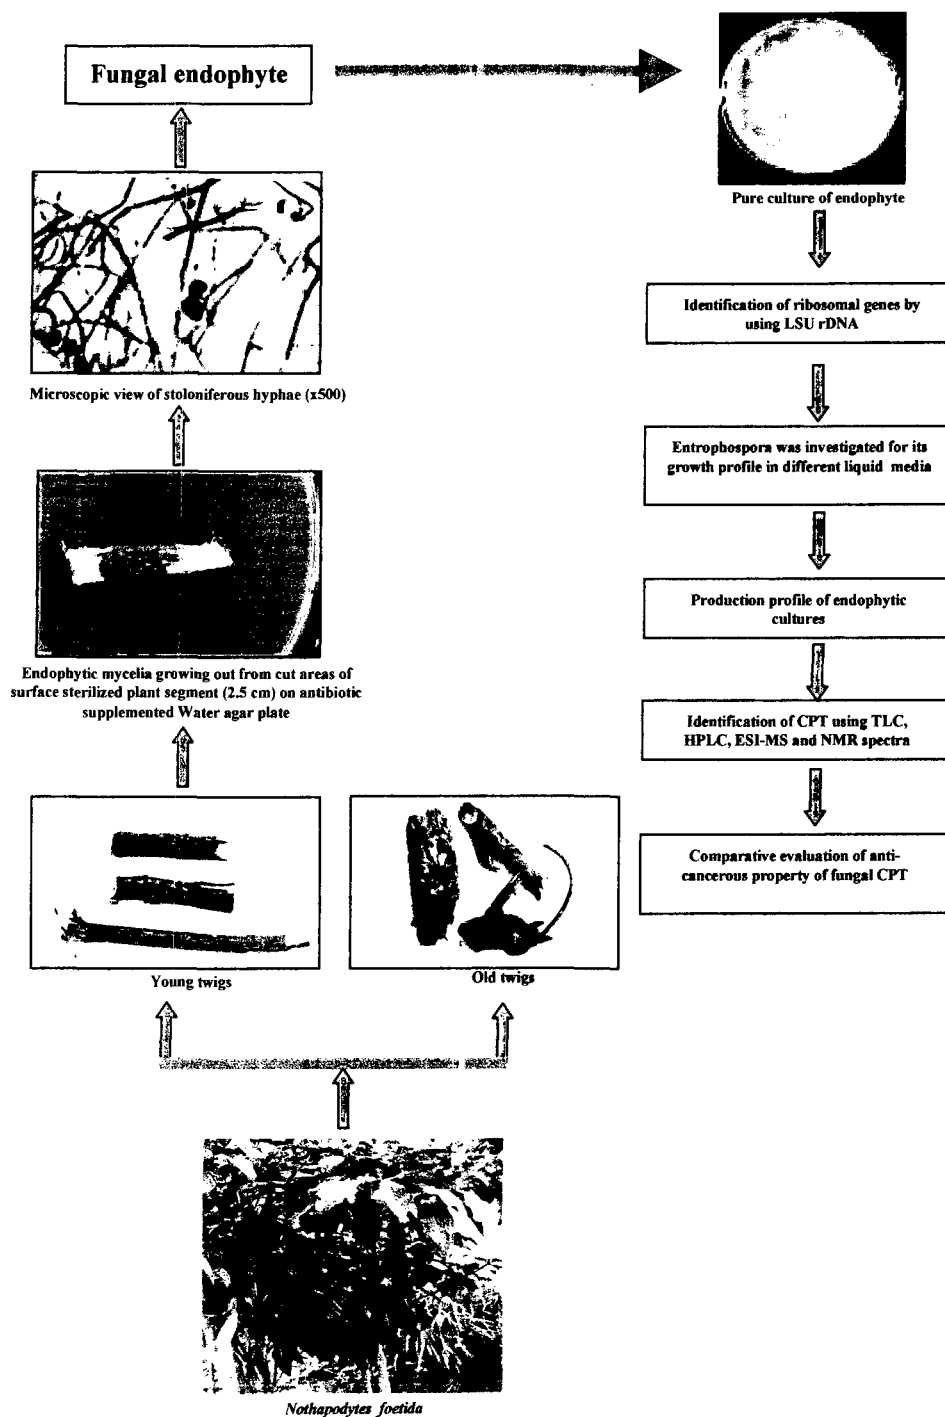 Fungal endophyte
Pure culture of endophyte
Identification of ribosomal genes by
using LSU rDNA
Microscopic view of stoloniferous hyphae (x500)
Entrophospora was investigated for its
growth profile in different liquid media
Production profile of endophytic
cultures
Endophytic mycelia growing out from cut areas of
surface sterilized plant segment (2.5 cm) on antibiotic
supplemented Water agar plate
Identification of CPT using TLC,
HPLC, ESI-MS and NMR spectra
Comparative evaluation of anti-
cancerous property of fungal CPT
Young twigs
Old twigs
Nothapodytes foetida